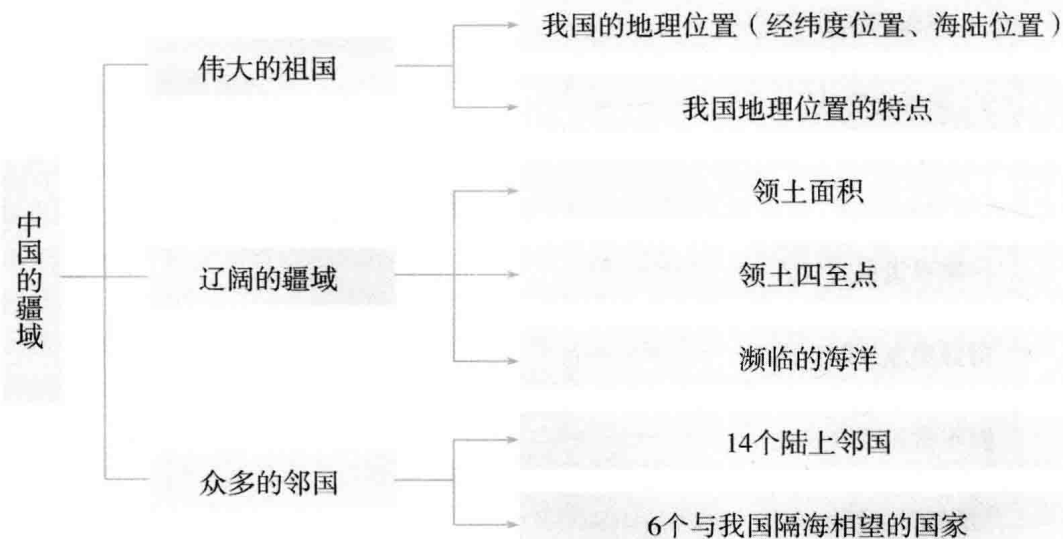 中国的疆域
伟大的祖国
我国的地理位置（经纬度位置、海陆位置）
我国地理位置的特点
辽阔的疆域
领土面积
领土四至点
濒临的海洋
众多的邻国
14个陆上邻国
6个与我国隔海相望的国家